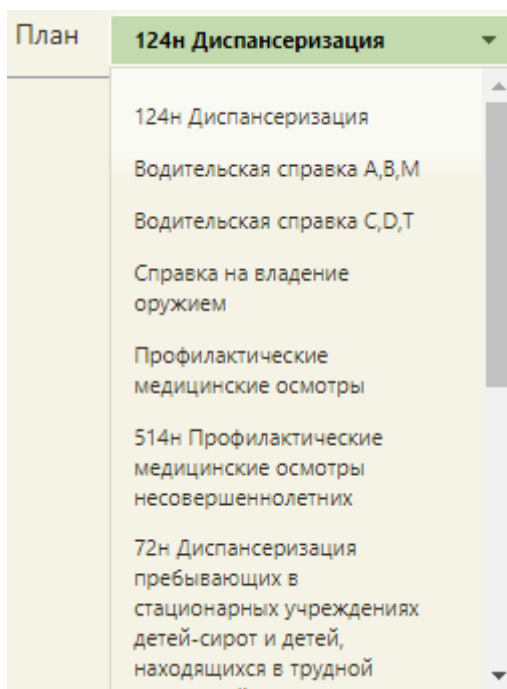 План
124н Диспансеризация
124н Диспансеризация
Водительская справка A,B,M
Водительская справка C,D,T
Справка на владение
оружием
Профилактические
медицинские осмотры
514н Профилактические
медицинские осмотры
несовершеннолетних
72н Диспансеризация
пребывающих в
стационарных учреждениях
детей-сирот и детей,
находящихся в трудной